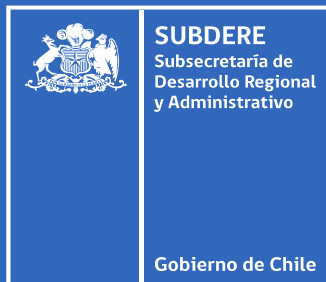 SUBDERE
Subsecretaría de
Desarrollo Regional
y Administrativo
Gobierno de Chile